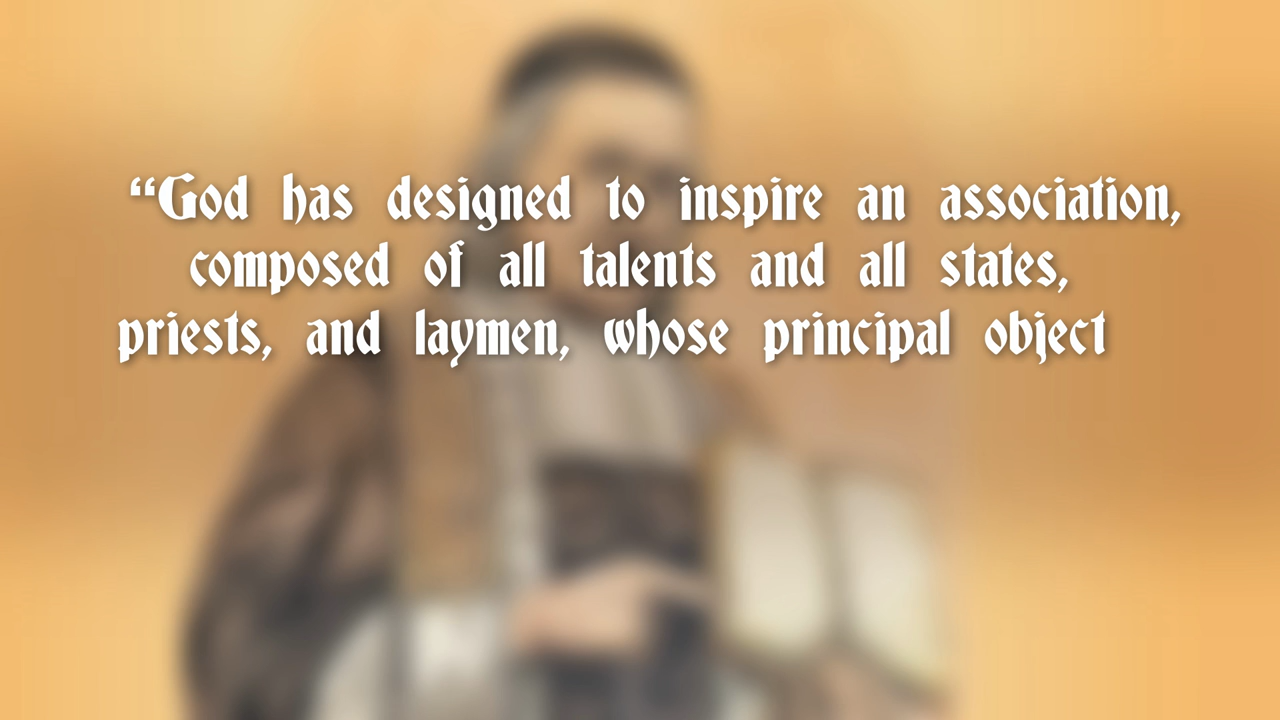 “God has designed to inspire an association,
composed of all talents and all states,
priests, and laymen, whose principal object